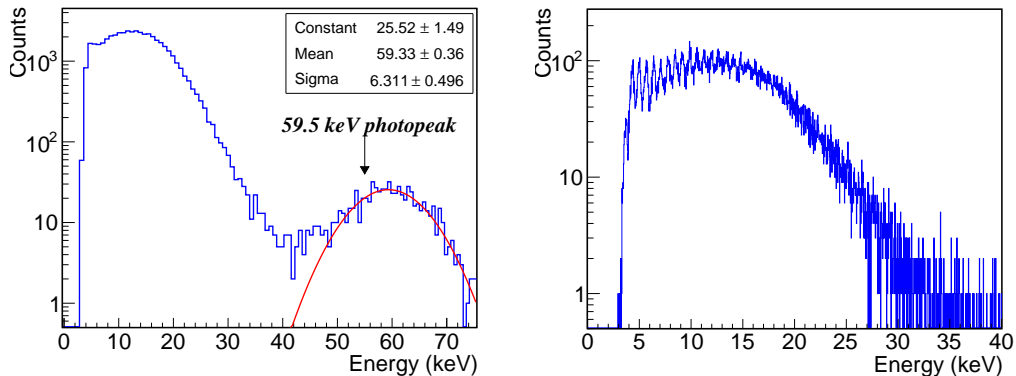 Counts
10³
10²
10
1
Constant 25.52 ± 1.49
Mean 59.33 ± 0.36
Sigma 6.311 ± 0.496
59.5 keV photopeak
0 10 20 30 40 50 60 70
Energy (keV)
Counts
10²
10
1
0 5 10 15 20 25 30 35 40
Energy (keV)